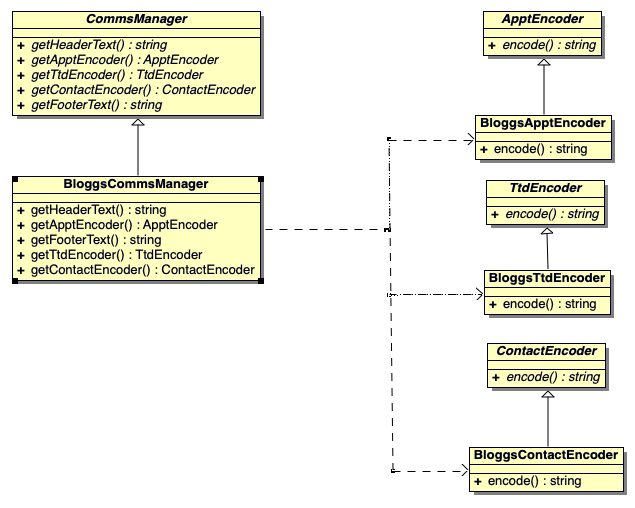 CommsManager
+ getHeaderText() : string
+ getApptEncoder() : ApptEncoder
+ getTtdEncoder() : TtdEncoder
+ getContactEncoder() : ContactEncoder
+ getFooterText() : string
BloggsCommsManager
+ getHeaderText() : string
+ getApptEncoder() : ApptEncoder
+ getFooterText() : string
+ getTtdEncoder() : TtdEncoder
+ getContactEncoder() : ContactEncoder
ApptEncoder
+ encode() : string
BloggsApptEncoder
+ encode() : string
TtdEncoder
+ encode() : string
BloggsTtdEncoder
+ encode() : string
ContactEncoder
+ encode() : string
BloggsContactEncoder
+ encode() : string